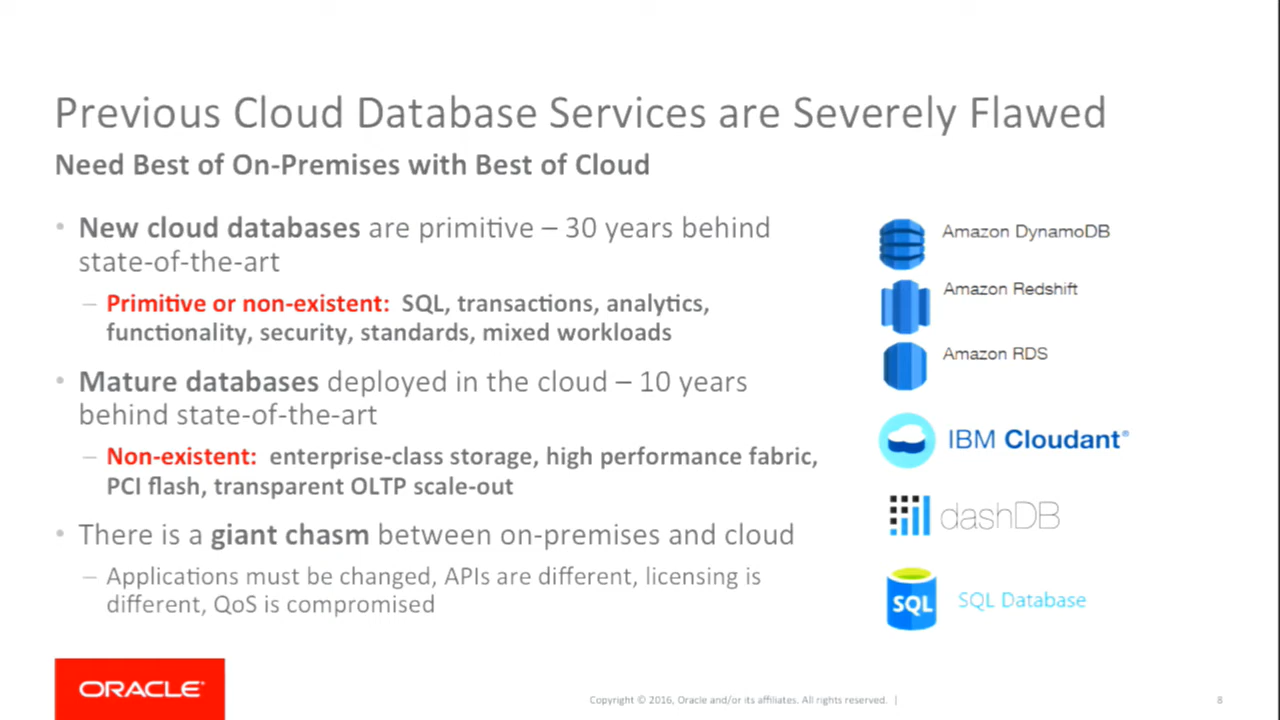 Previous Cloud Database Services are Severely Flawed
Need Best of On-Premises with Best of Cloud
• New cloud databases are primitive – 30 years behind
state-of-the-art
– Primitive or non-existent: SQL, transactions, analytics,
functionality, security, standards, mixed workloads
• Mature databases deployed in the cloud – 10 years
behind state-of-the-art
– Non-existent: enterprise-class storage, high performance fabric,
PCI flash, transparent OLTP scale-out
• There is a giant chasm between on-premises and cloud
– Applications must be changed, APIs are different, licensing is
different, QoS is compromised
Amazon DynamoDB
Amazon Redshift
Amazon RDS
IBM Cloudant®
dashDB
SQL
SQL Database
ORACLE®
Copyright © 2016, Oracle and/or its affiliates. All rights reserved. |
8